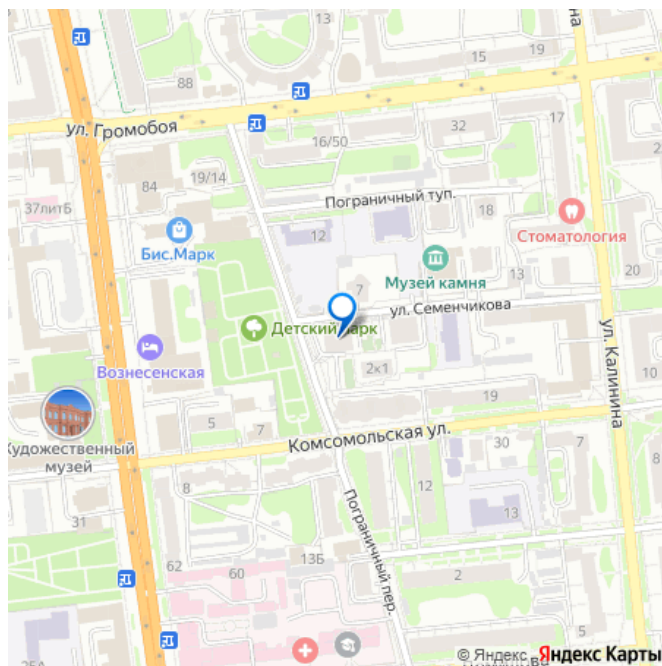 15
19
88
ул. Громобоя
16/50
32
17
84
19/14
37литБ
Пограничный туп.
18
12
Стоматология
Бис.Марк
Музей камня
13
20
7
ул. Семенчикова
Детский парк
Вознесенская
2к1
ул. Калинина
19
5
7
Комсомольская ул.
Художественный
музей
30
7
8
12
31
13
Пограничный пер.
62
13Б
60
2
5
© Яндекс Яндекс Карты